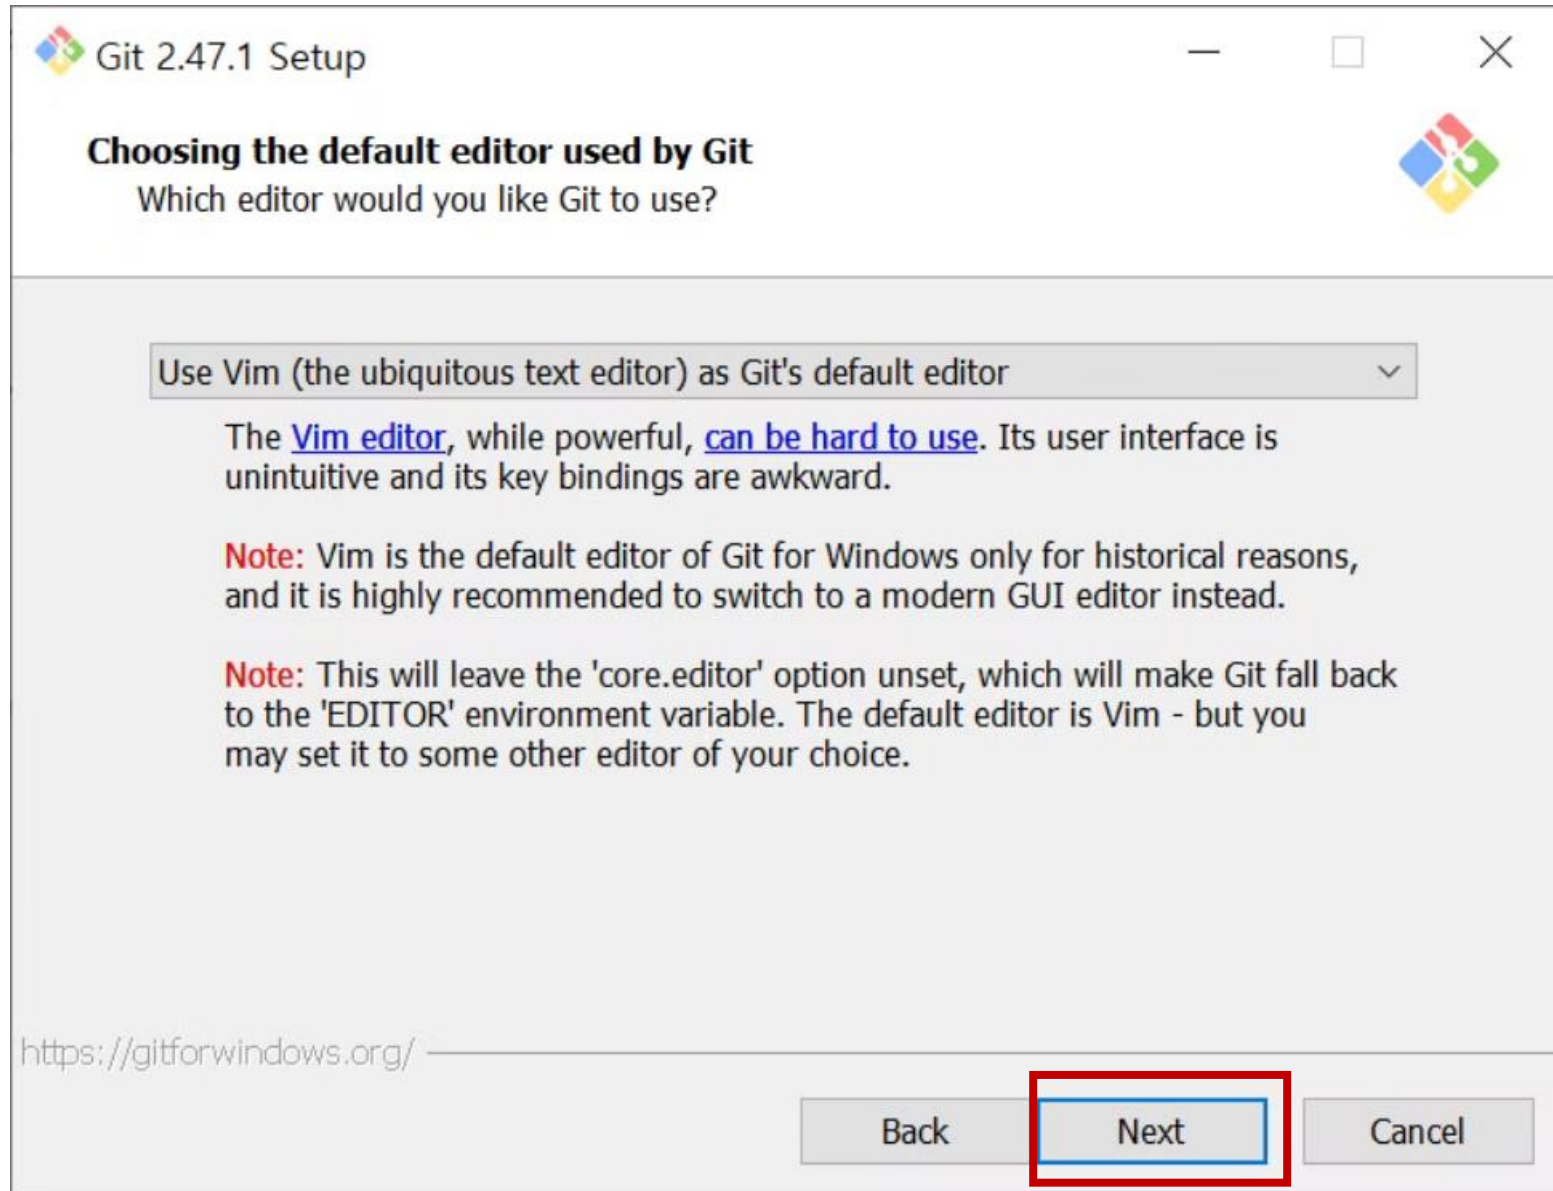 Git 2.47.1 Setup
Choosing the default editor used by Git
Which editor would you like Git to use?
Use Vim (the ubiquitous text editor) as Git's default editor
The Vim editor, while powerful, can be hard to use. Its user interface is
unintuitive and its key bindings are awkward.
Note: Vim is the default editor of Git for Windows only for historical reasons,
and it is highly recommended to switch to a modern GUI editor instead.
Note: This will leave the 'core.editor' option unset, which will make Git fall back
to the 'EDITOR' environment variable. The default editor is Vim - but you
may set it to some other editor of your choice.
https://gitforwindows.org/
Back Next Cancel